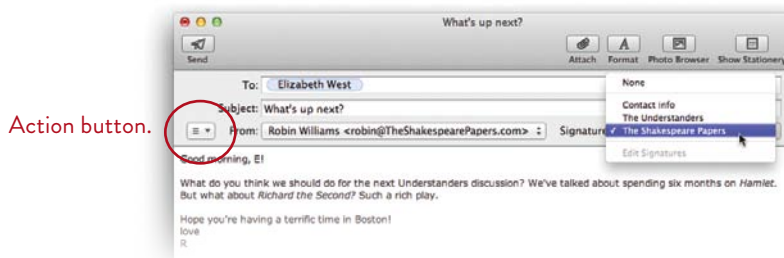 What's up next?
Send
Attach Format Photo Browser Show Stationery
To: Elizabeth West
Subject: What's up next?
Action button.
From: Robin Williams <robin@TheShakespearePapers.com> Signature
None
Contact info
The Understanders
✓ The Shakespeare Papers
Edit Signatures
Good morning, E!
What do you think we should do for the next Understanders discussion? We've talked about spending six months on Hamlet.
But what about Richard the Second? Such a rich play.
Hope you're having a terrific time in Boston!
love
R